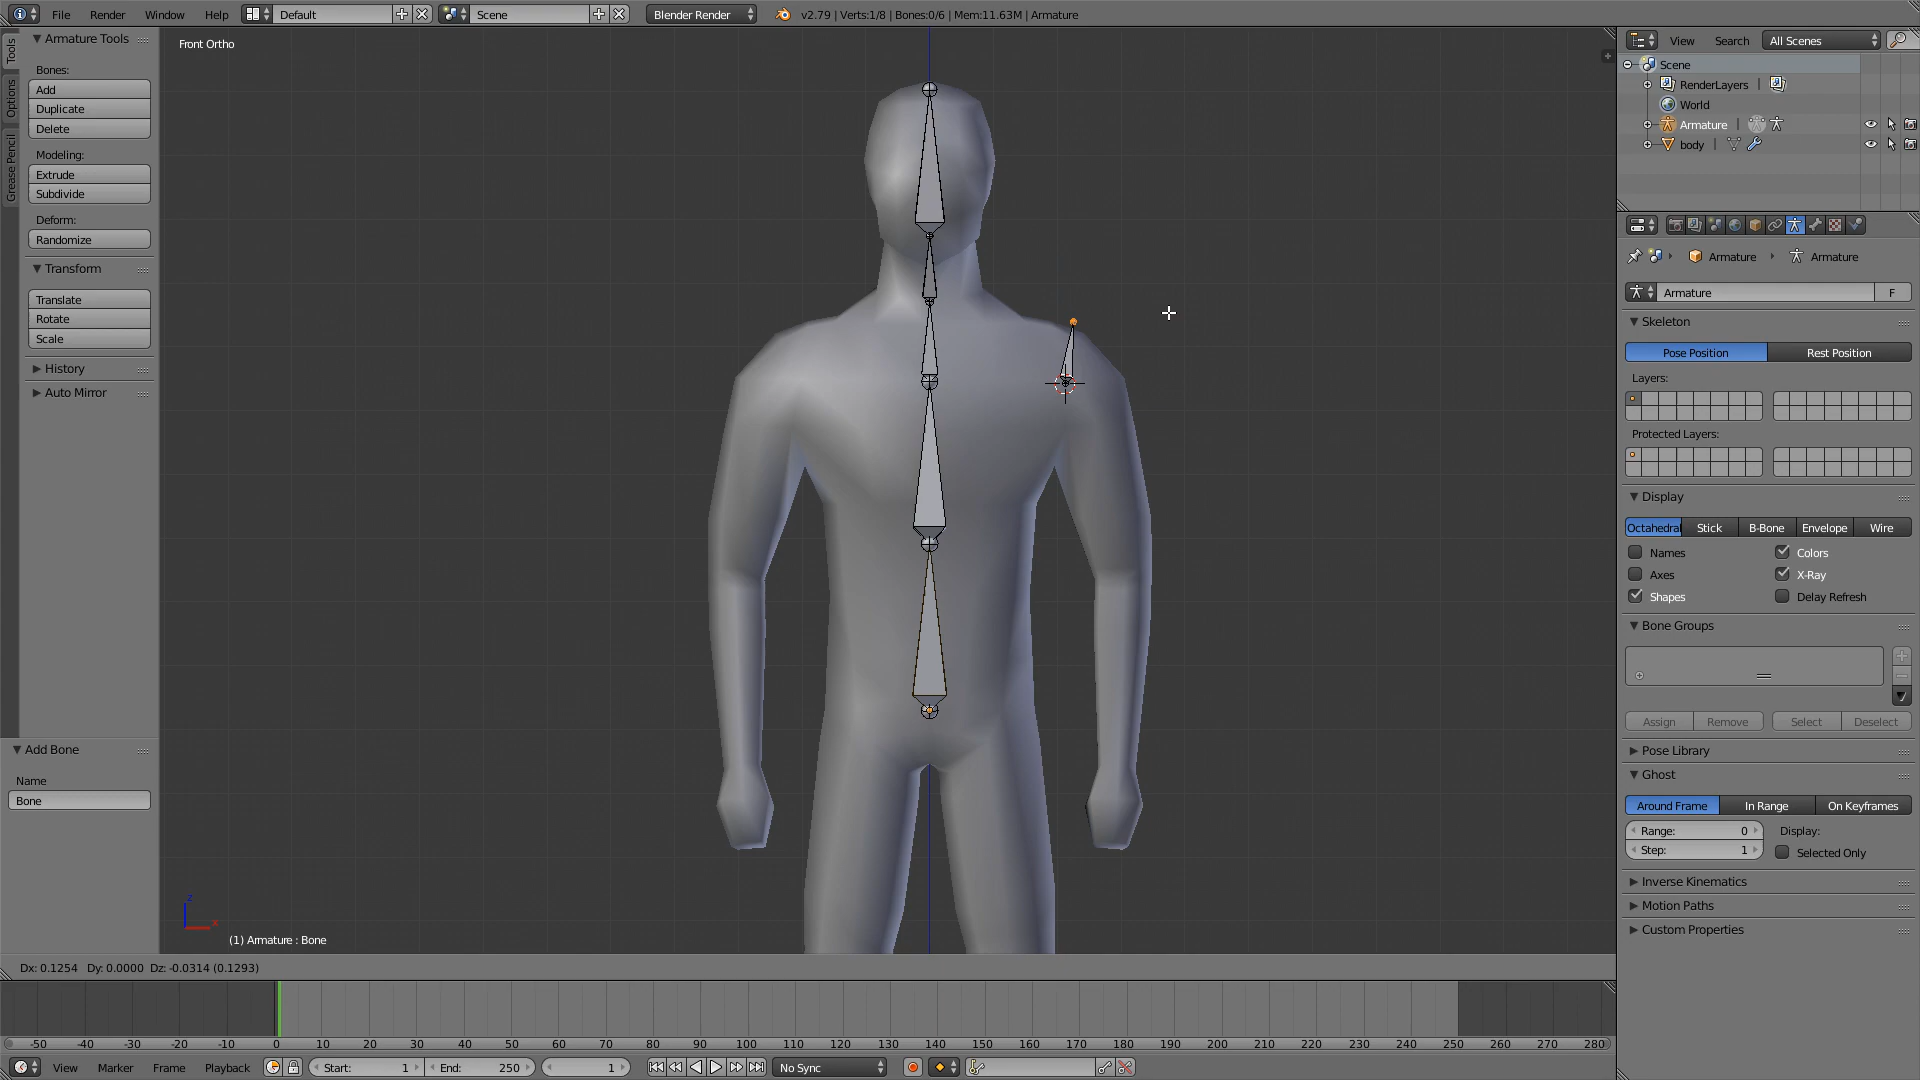 File Render Window Help Default Scene Blender Render v2.79 | Verts:1/8 | Bones:0/6 | Mem:11.63M | Armature
Tools
Options
Grease Pencil
Armature Tools
Bones:
Add
Duplicate
Delete
Modeling:
Extrude
Subdivide
Deform:
Randomize
Transform
Translate
Rotate
Scale
History
Auto Mirror
Add Bone
Name
Bone
Front Ortho
z
x
(1) Armature : Bone
Dx: 0.1254 Dy: 0.0000 Dz: -0.0314 (0.1293)
View Search All Scenes
Scene
RenderLayers |
World
Armature |
body |
Armature Armature
Armature F
Skeleton
Pose Position Rest Position
Layers:
Protected Layers:
Display
Octahedral Stick B-Bone Envelope Wire
Names Colors
Axes X-Ray
Shapes Delay Refresh
Bone Groups
Assign Remove Select Deselect
Pose Library
Ghost
Around Frame In Range On Keyframes
Range: 0 Display:
Step: 1 Selected Only
Inverse Kinematics
Motion Paths
Custom Properties
-50 -40 -30 -20 -10 0 10 20 30 40 50 60 70 80 90 100 110 120 130 140 150 160 170 180 190 200 210 220 230 240 250 260 270 280
View Marker Frame Playback Start: 1 End: 250 1 No Sync